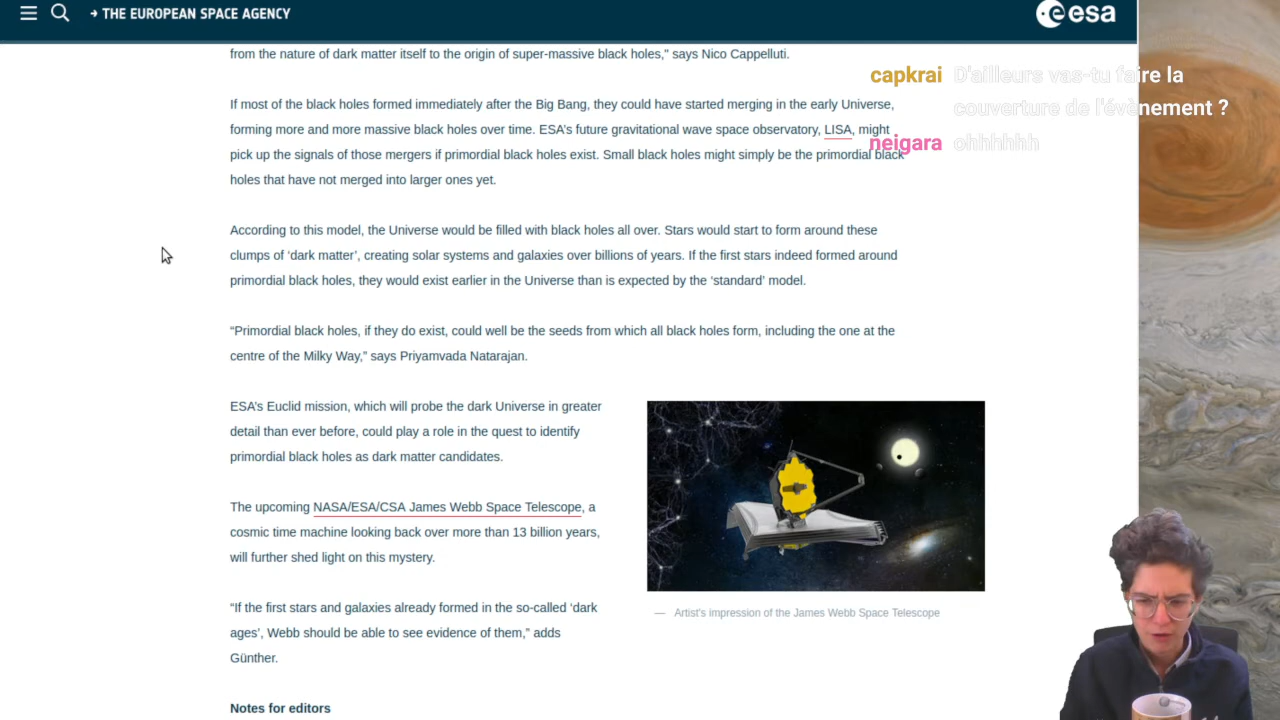 → THE EUROPEAN SPACE AGENCY
esa
from the nature of dark matter itself to the origin of super-massive black holes," says Nico Cappelluti.
capkrai D'ailleurs vas-tu faire la
couverture de l'évènement ?
neigara ohhhhhh
If most of the black holes formed immediately after the Big Bang, they could have started merging in the early Universe,
forming more and more massive black holes over time. ESA’s future gravitational wave space observatory, LISA, might
pick up the signals of those mergers if primordial black holes exist. Small black holes might simply be the primordial black
holes that have not merged into larger ones yet.
According to this model, the Universe would be filled with black holes all over. Stars would start to form around these
clumps of ‘dark matter’, creating solar systems and galaxies over billions of years. If the first stars indeed formed around
primordial black holes, they would exist earlier in the Universe than is expected by the ‘standard’ model.
“Primordial black holes, if they do exist, could well be the seeds from which all black holes form, including the one at the
centre of the Milky Way,” says Priyamvada Natarajan.
ESA’s Euclid mission, which will probe the dark Universe in greater
detail than ever before, could play a role in the quest to identify
primordial black holes as dark matter candidates.
The upcoming NASA/ESA/CSA James Webb Space Telescope, a
cosmic time machine looking back over more than 13 billion years,
will further shed light on this mystery.
“If the first stars and galaxies already formed in the so-called ‘dark
ages’, Webb should be able to see evidence of them,” adds
Günther.
— Artist's impression of the James Webb Space Telescope
Notes for editors